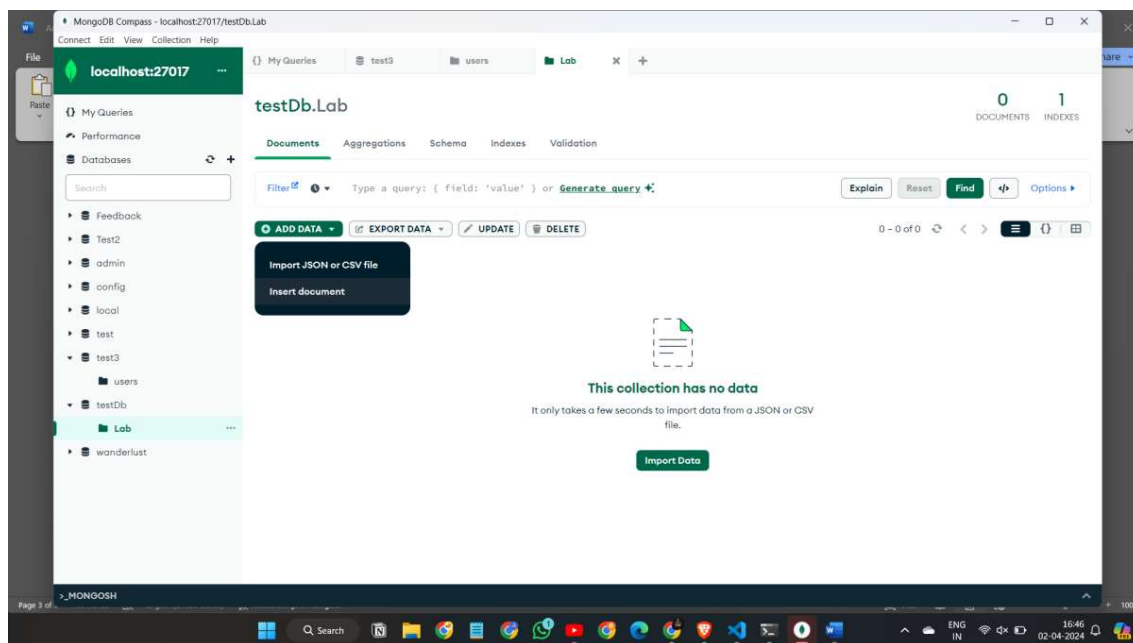 MongoDB Compass - localhost:27017/testDb.Lab
Connect Edit View Collection Help
File
Paste
localhost:27017 ...
{} My Queries
Performance
Databases
Search
Feedback
Test2
admin
config
local
test
test3
users
testDb
Lab ...
wanderlust
{} My Queries test3 users Lab
testDb.Lab
0 DOCUMENTS
1 INDEXES
Documents Aggregations Schema Indexes Validation
Filter Type a query: { field: 'value' } or Generate query
Explain Reset Find </> Options
ADD DATA EXPORT DATA UPDATE DELETE
0 – 0 of 0 {}
Import JSON or CSV file
Insert document
This collection has no data
It only takes a few seconds to import data from a JSON or CSV
file.
Import Data
>_MONGOSH
Page 3 of
100
Search
ENG
IN
16:46
02-04-2024